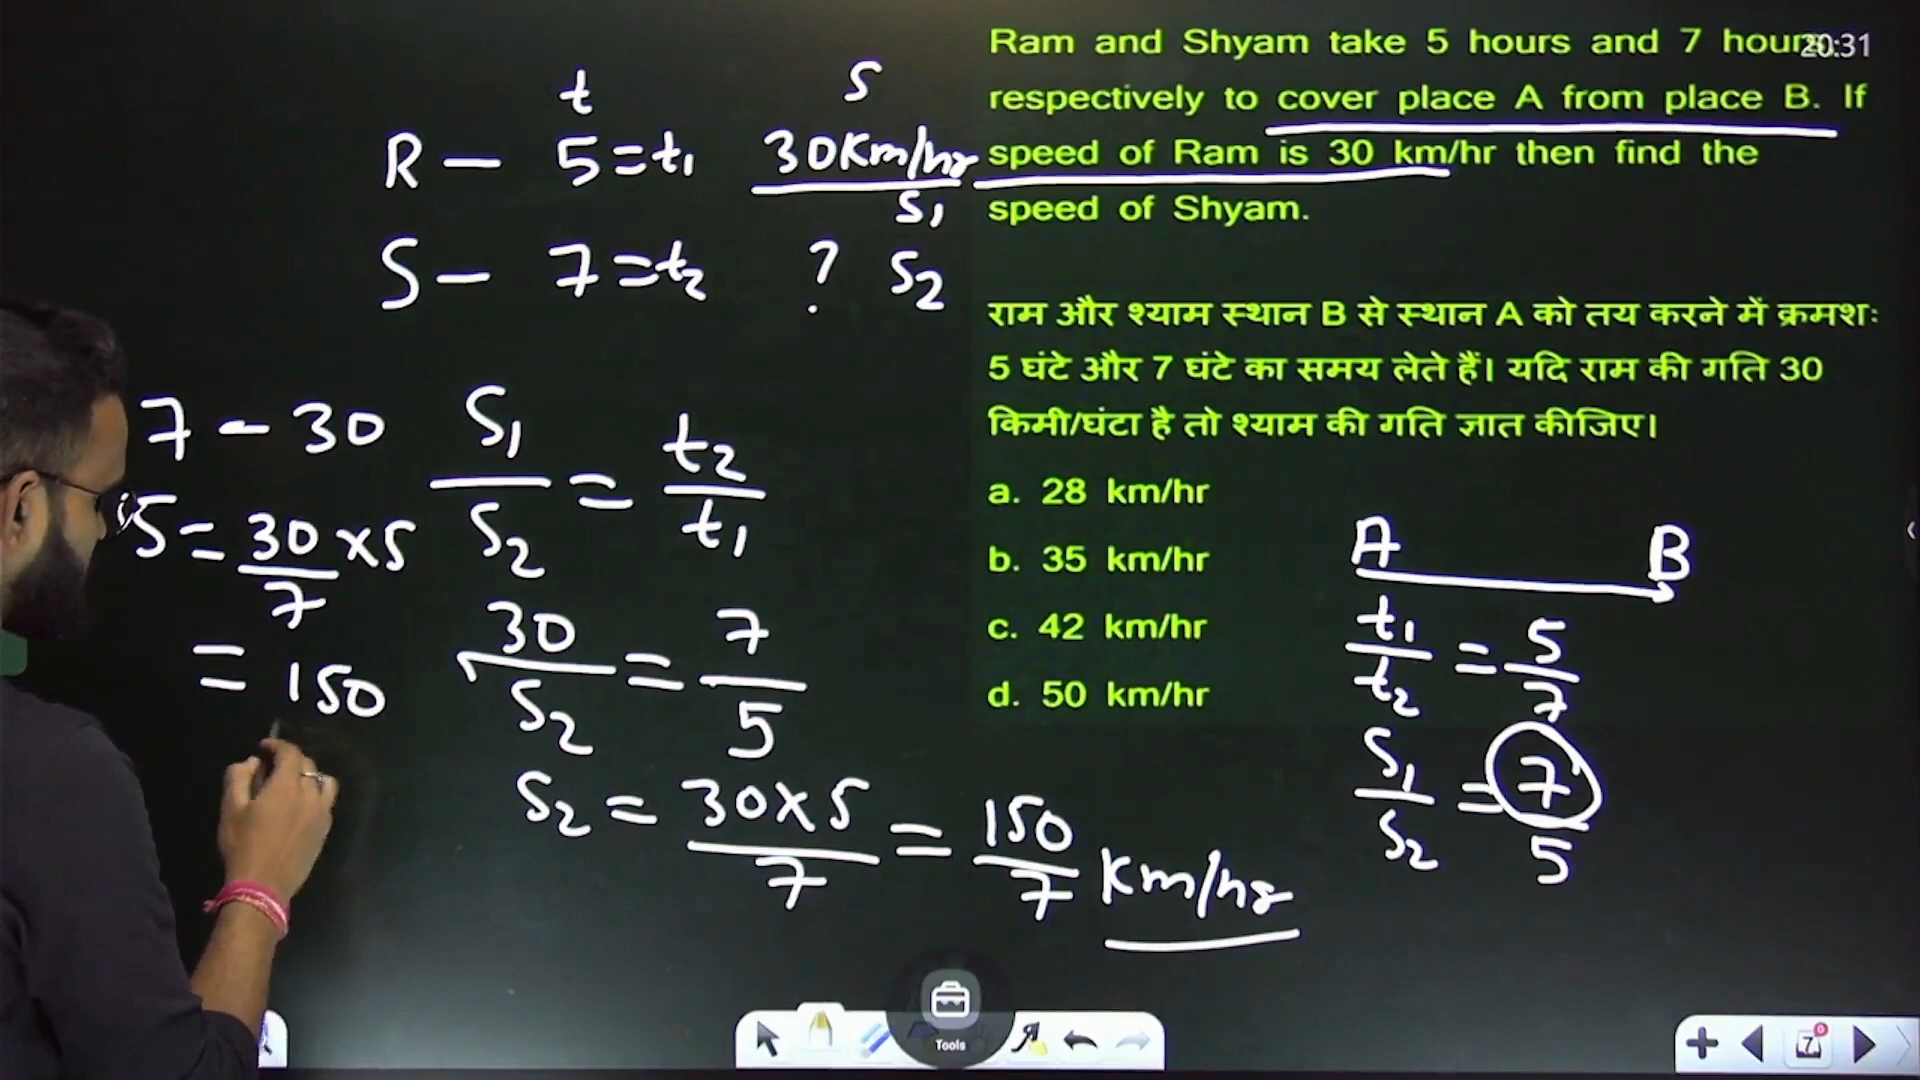 Ram and Shyam take 5 hours and 7 hours
20:31
respectively to cover place A from place B. If
speed of Ram is 30 km/hr then find the
speed of Shyam.
राम और श्याम स्थान B से स्थान A को तय करने में क्रमशः
5 घंटे और 7 घंटे का समय लेते हैं। यदि राम की गति 30
किमी/घंटा है तो श्याम की गति ज्ञात कीजिए।
a. 28 km/hr
b. 35 km/hr
c. 42 km/hr
d. 50 km/hr
t S
R — 5 = t₁ 30 Km/hr
S₁
S — 7 = t₂ ? S₂
7 - 30
5 = 30/7 × 5
= 150
S₁/S₂ = t₂/t₁
30/S₂ = 7/5
S₂ = 30×5/7 = 150/7 Km/hr
A B
t₁/t₂ = 5/7
S₁/S₂ = 7/5
Tools
7
0